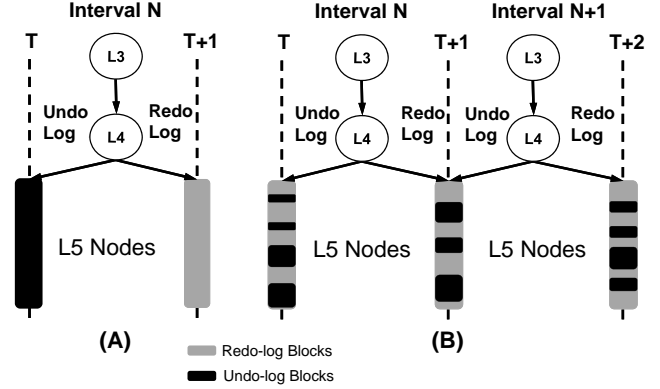 Interval N
T
T+1
L3
Undo
Log
Redo
Log
L4
L5 Nodes
(A)
Interval N
Interval N+1
T
T+1
T+2
L3
L3
Undo
Log
Redo
Log
Undo
Log
Redo
Log
L4
L4
L5 Nodes
L5 Nodes
(B)
Redo-log Blocks
Undo-log Blocks